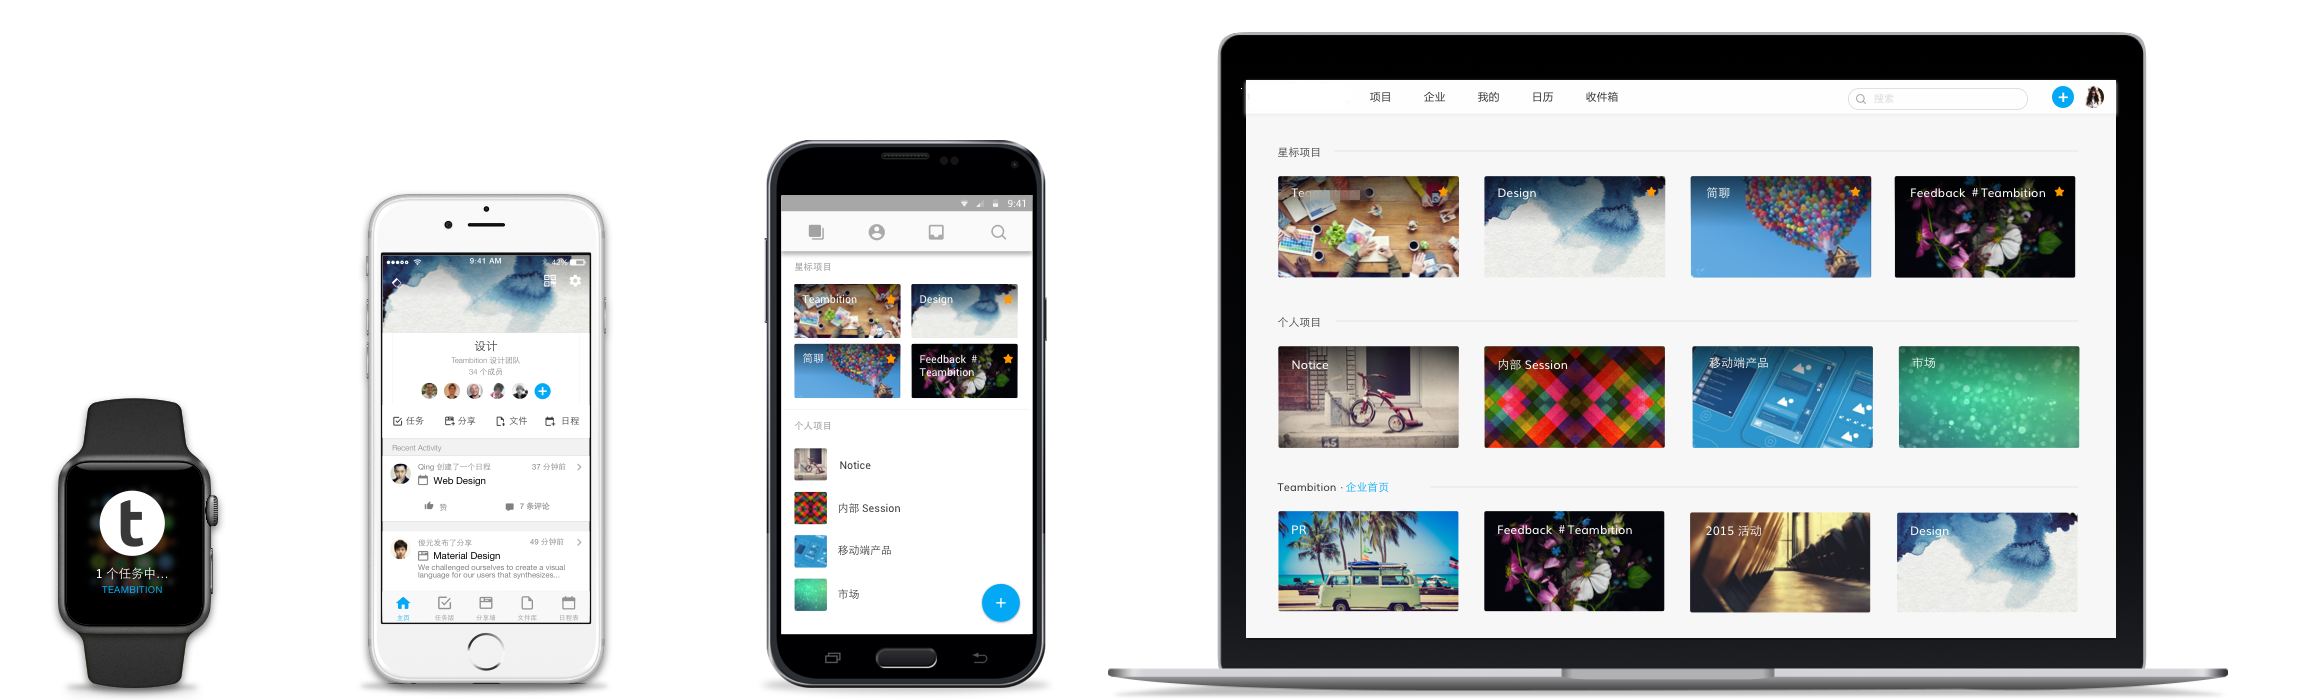 t
1 个任务中...
TEAMBITION
9:41 AM
42%
设计
Teambition 设计团队
34 个成员
任务 分享 文件 日程
Recent Activity
Qing 创建了一个日程 37 分钟前
Web Design
赞 7 条评论
俊元发布了分享 49 分钟前
Material Design
We challenged ourselves to create a visual
language for our users that synthesizes...
主页 任务板 分享墙 文件库 日程表
9:41
星标项目
Teambition Design
简聊 Feedback #
Teambition
个人项目
Notice
内部 Session
移动端产品
市场
项目 企业 我的 日历 收件箱 搜索
星标项目
Design 简聊 Feedback #Teambition
个人项目
Notice 内部 Session 移动端产品 市场
45
Teambition · 企业首页
PR Feedback #Teambition 2015 活动 Design